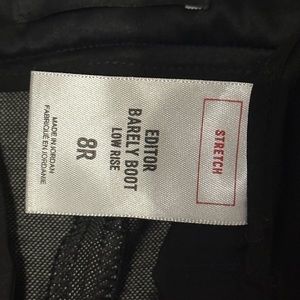 STRETCH
EDITOR
BARELY BOOT
LOW RISE
8R
MADE IN JORDAN
FABRIQUÉ EN JORDANIE